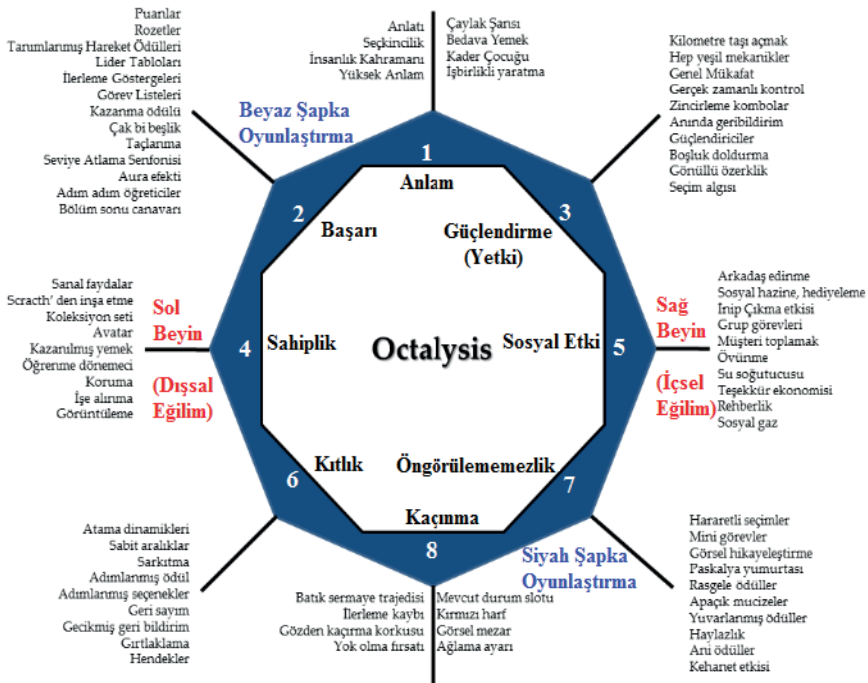 Puanlar
Rozetler
Tanımlanmış Hareket Ödülleri
Lider Tabloları
İlerleme Göstergeleri
Görev Listeleri
Kazanma ödülü
Çak bi beşlik
Taçlanma
Seviye Atlama Senfonisi
Aura efekti
Adım adım öğreticiler
Bölüm sonu canavarı
Beyaz Şapka
Oyunlaştırma
Anlatı
Seçkincilik
İnsanlık Kahramanı
Yüksek Anlam
Çaylak Şansı
Bedava Yemek
Kader Çocuğu
İşbirlikli yaratma
Kilometre taşı açmak
Hep yeşil mekanikler
Genel Mükafat
Gerçek zamanlı kontrol
Zincirleme kombolar
Anında geribildirim
Güçlendiriciler
Boşluk doldurma
Gönüllü özerklik
Seçim algısı
1
Anlam
2
Başarı
3
Güçlendirme
(Yetki)
Sanal faydalar
Scracth' den inşa etme
Koleksiyon seti
Avatar
Kazanılmış yemek
Öğrenme dönemeci
Koruma
İşe alınma
Görüntüleme
Sol
Beyin
(Dışsal
Eğilim)
4
Sahiplik
Octalysis
Sosyal Etki
5
Sağ
Beyin
(İçsel
Eğilim)
Arkadaş edinme
Sosyal hazine, hediyeleme
İnip Çıkma etkisi
Grup görevleri
Müşteri toplamak
Övünme
Su soğutucusu
Teşekkür ekonomisi
Rehberlik
Sosyal gaz
6
Kıtlık
Öngörülememezlik
7
Kaçınma
8
Siyah Şapka
Oyunlaştırma
Atama dinamikleri
Sabit aralıklar
Sarkıtma
Adımlanmış ödül
Adımlanmış seçenekler
Geri sayım
Gecikmiş geri bildirim
Gırtlaklama
Hendekler
Batık sermaye trajedisi
İlerleme kaybı
Gözden kaçırma korkusu
Yok olma fırsatı
Mevcut durum slotu
Kırmızı harf
Görsel mezar
Ağlama ayarı
Hararetli seçimler
Mini görevler
Görsel hikayeleştirme
Paskalya yumurtası
Rasgele ödüller
Apaçık mucizeler
Yuvarlanmış ödüller
Haylazlık
Ani ödüller
Kehanet etkisi